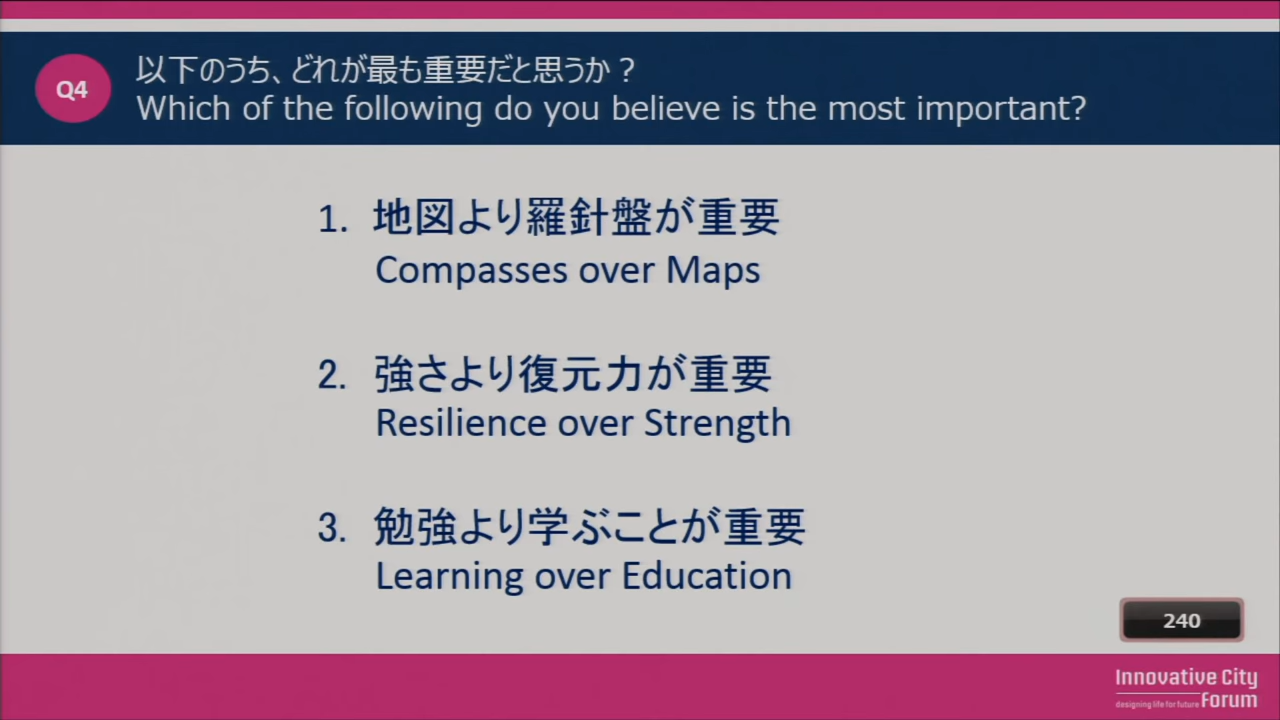 Q4
以下のうち、どれが最も重要だと思うか？
Which of the following do you believe is the most important?
1. 地図より羅針盤が重要
Compasses over Maps
2. 強さより復元力が重要
Resilience over Strength
3. 勉強より学ぶことが重要
Learning over Education
240
Innovative City
designing life for future Forum